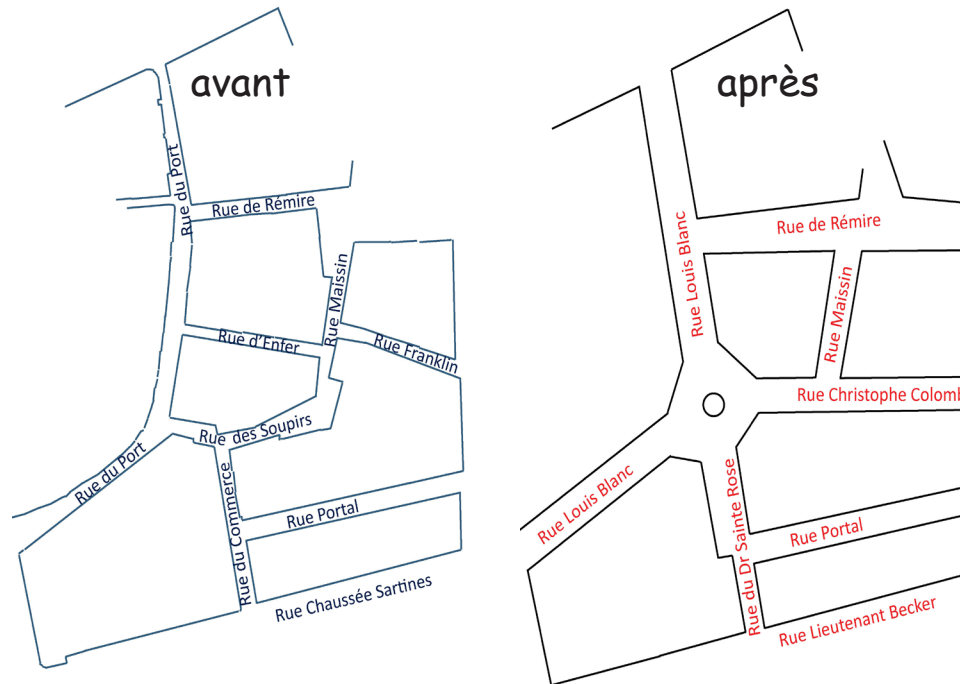 avant
Rue du Port
Rue de Rémire
Rue Maissin
Rue d'Enfer
Rue Franklin
Rue des Soupirs
Rue du Port
Rue du Commerce
Rue Portal
Rue Chaussée Sartines
après
Rue Louis Blanc
Rue de Rémire
Rue Maissin
Rue Christophe Colomb
Rue Louis Blanc
Rue du Dr Sainte Rose
Rue Portal
Rue Lieutenant Becker